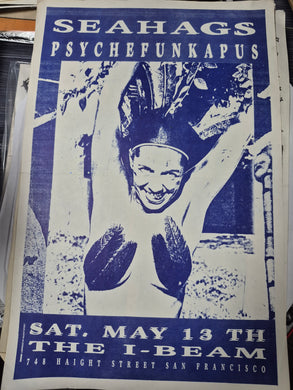 SEAHAGS
PSYCHEFUNKAPUS
SAT. MAY 13 TH
THE I-BEAM
748 HAIGHT STREET SAN FRANCISCO